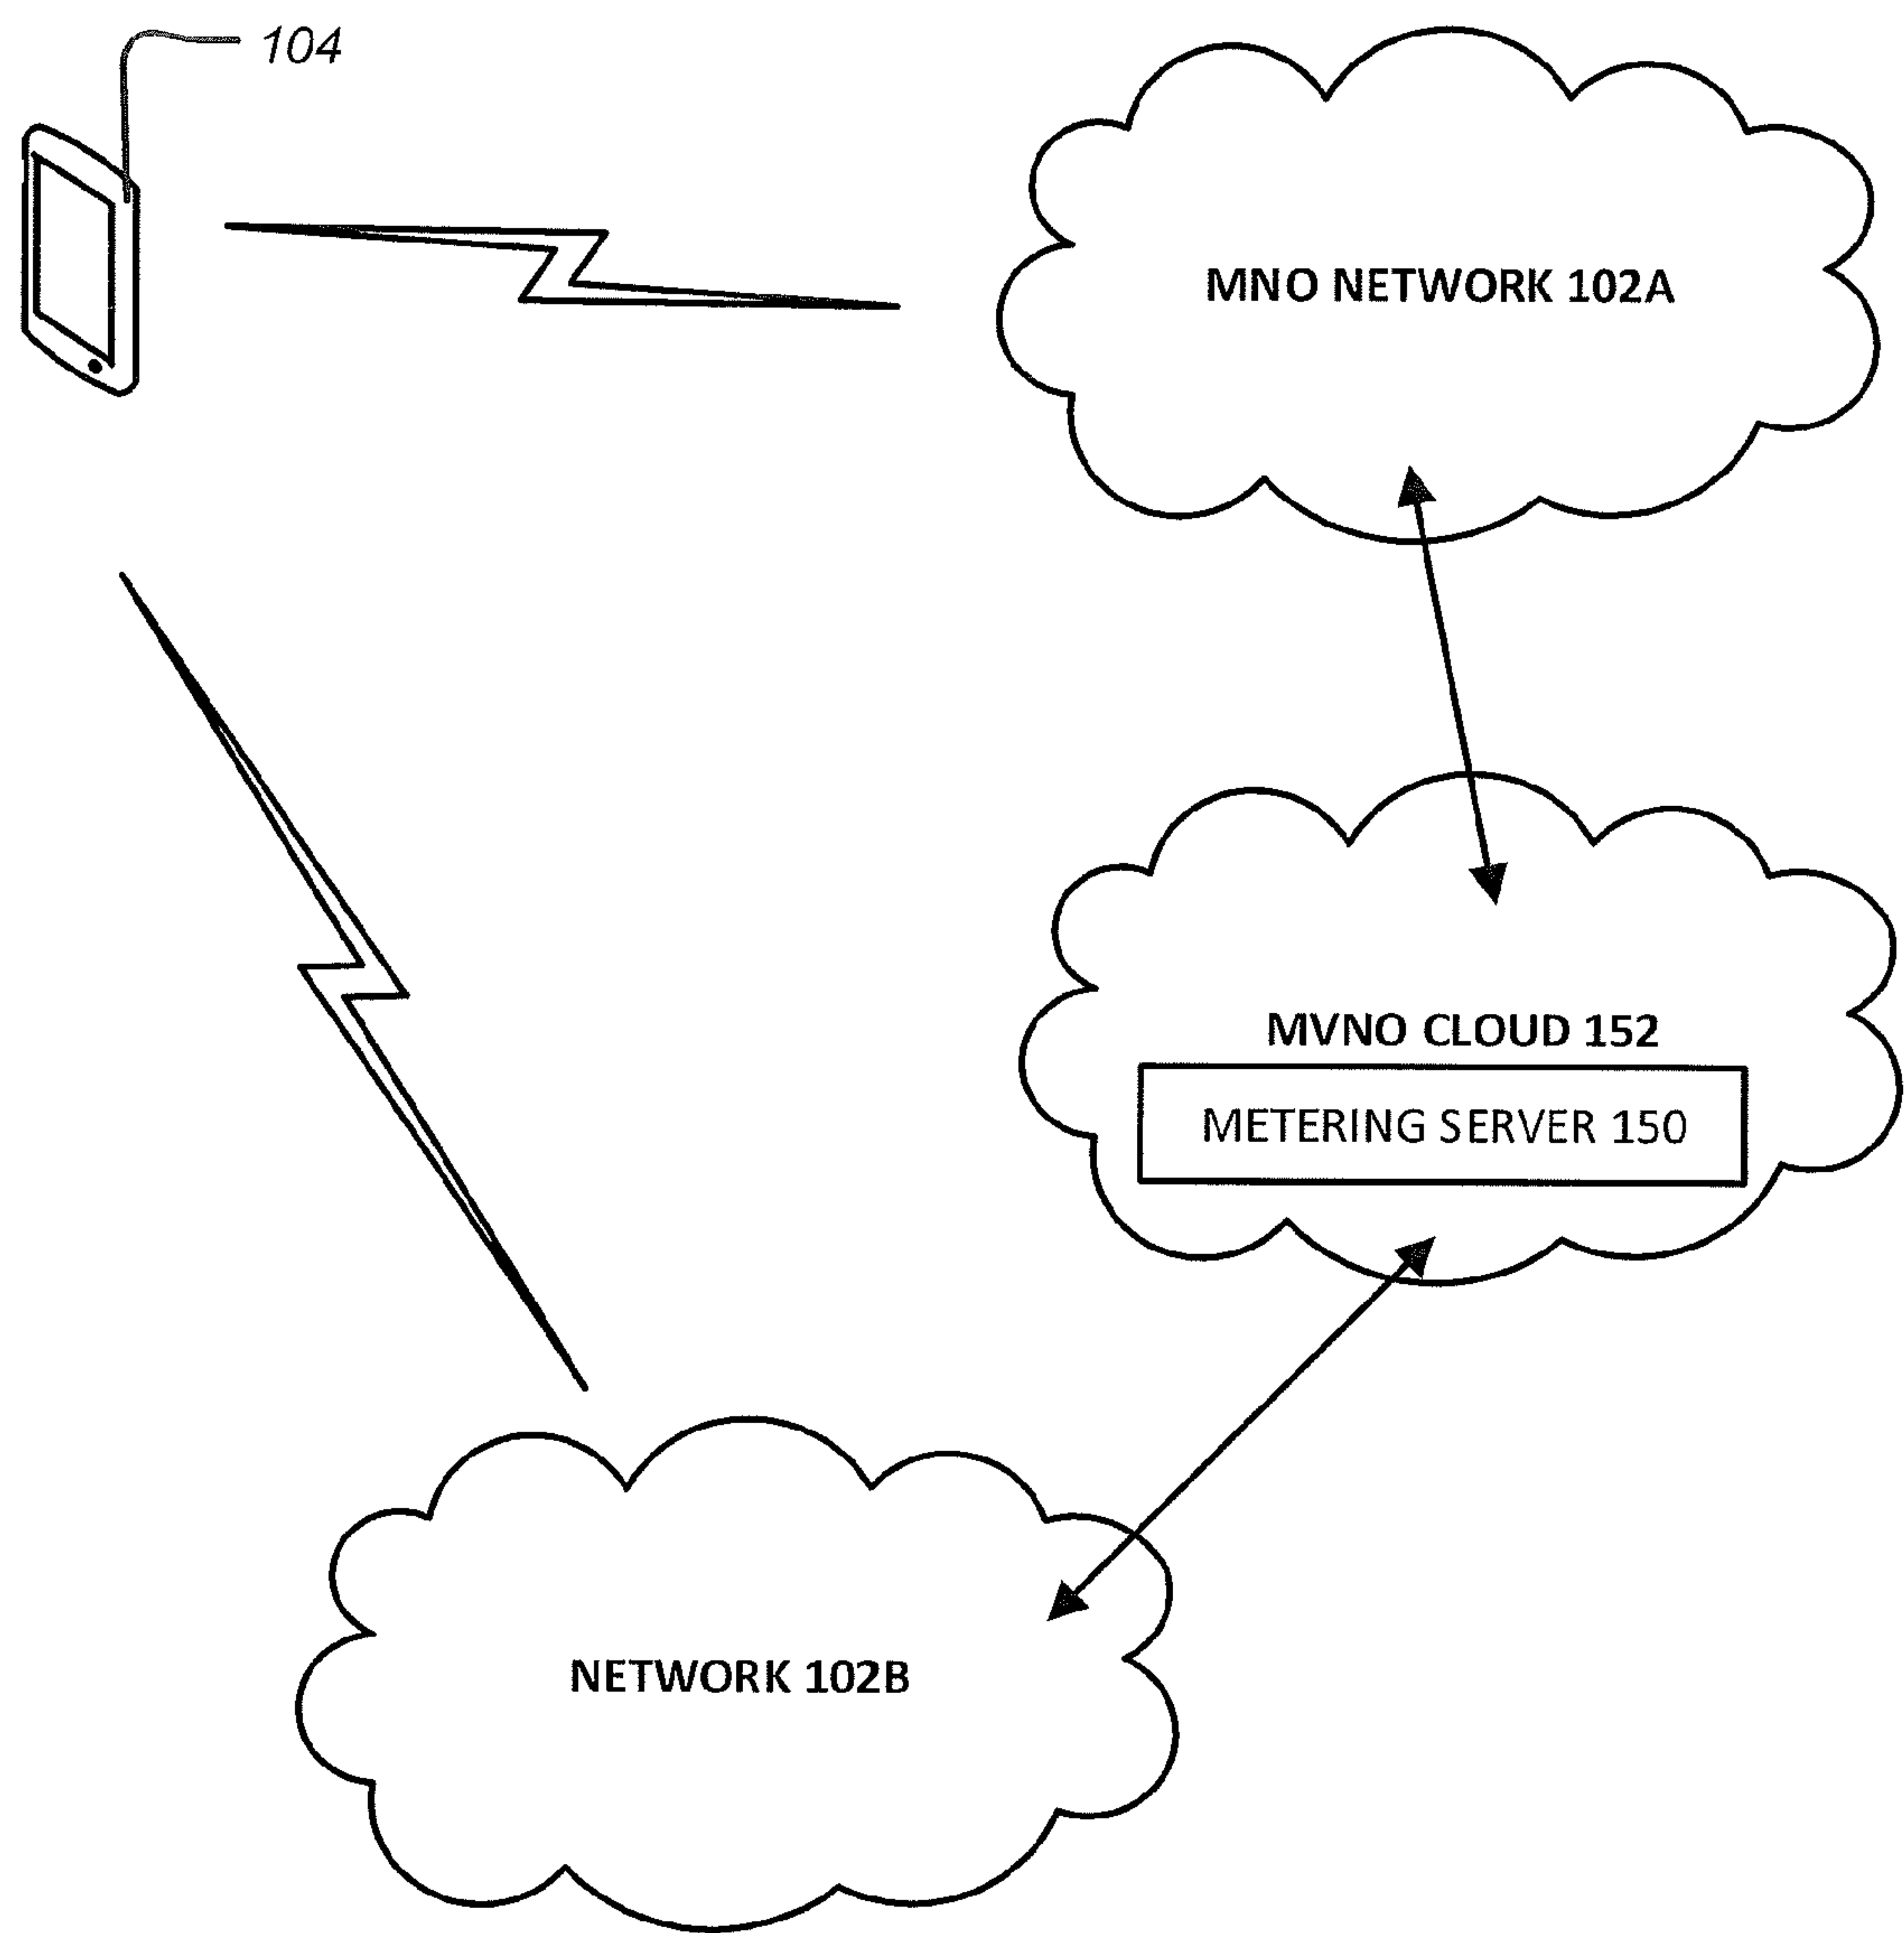 104
MNO NETWORK 102A
MVNO CLOUD 152
METERING SERVER 150
NETWORK 102B